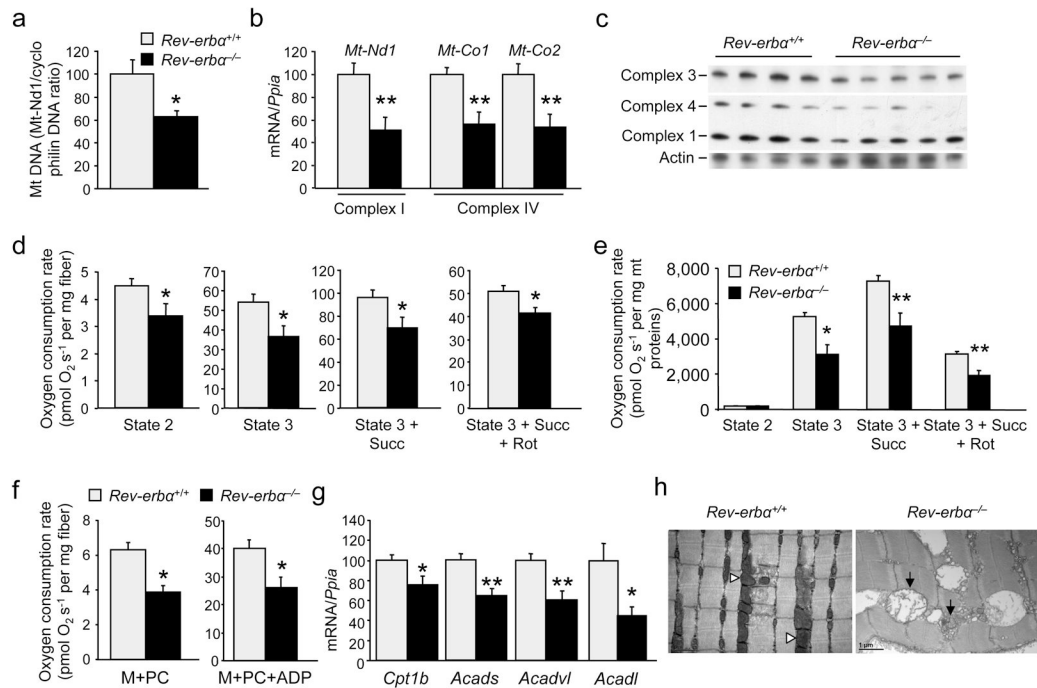 a
Mt DNA (Mt-Nd1/cyclo
philin DNA ratio)
120
100
80
60
40
20
0
Rev-erbα+/+
Rev-erbα–/–
*
b
mRNA/Ppia
120
100
80
60
40
20
0
Mt-Nd1 Mt-Co1 Mt-Co2
** ** **
Complex I Complex IV
c
Rev-erbα+/+ Rev-erbα–/–
Complex 3
Complex 4
Complex 1
Actin
d
Oxygen consumption rate
(pmol O2 s-1 per mg fiber)
5
4
3
2
1
0
*
State 2
60
50
40
30
20
10
0
*
State 3
120
100
80
60
40
20
0
*
State 3 +
Succ
60
50
40
30
20
10
0
*
State 3 + Succ
+ Rot
e
Oxygen consumption rate
(pmol O2 s-1 per mg mt
proteins)
8,000
6,000
4,000
2,000
0
Rev-erbα+/+
Rev-erbα–/–
* ** **
State 2 State 3 State 3 + State 3 + Succ
Succ + Rot
f
Rev-erbα+/+ Rev-erbα–/–
Oxygen consumption rate
(pmol O2 s-1 per mg fiber)
8
6
4
2
0
*
M+PC
50
40
30
20
10
0
*
M+PC+ADP
g
mRNA/Ppia
140
120
100
80
60
40
20
0
* ** ** *
Cpt1b Acads Acadvl Acadl
h
Rev-erbα+/+ Rev-erbα–/–
1 µm